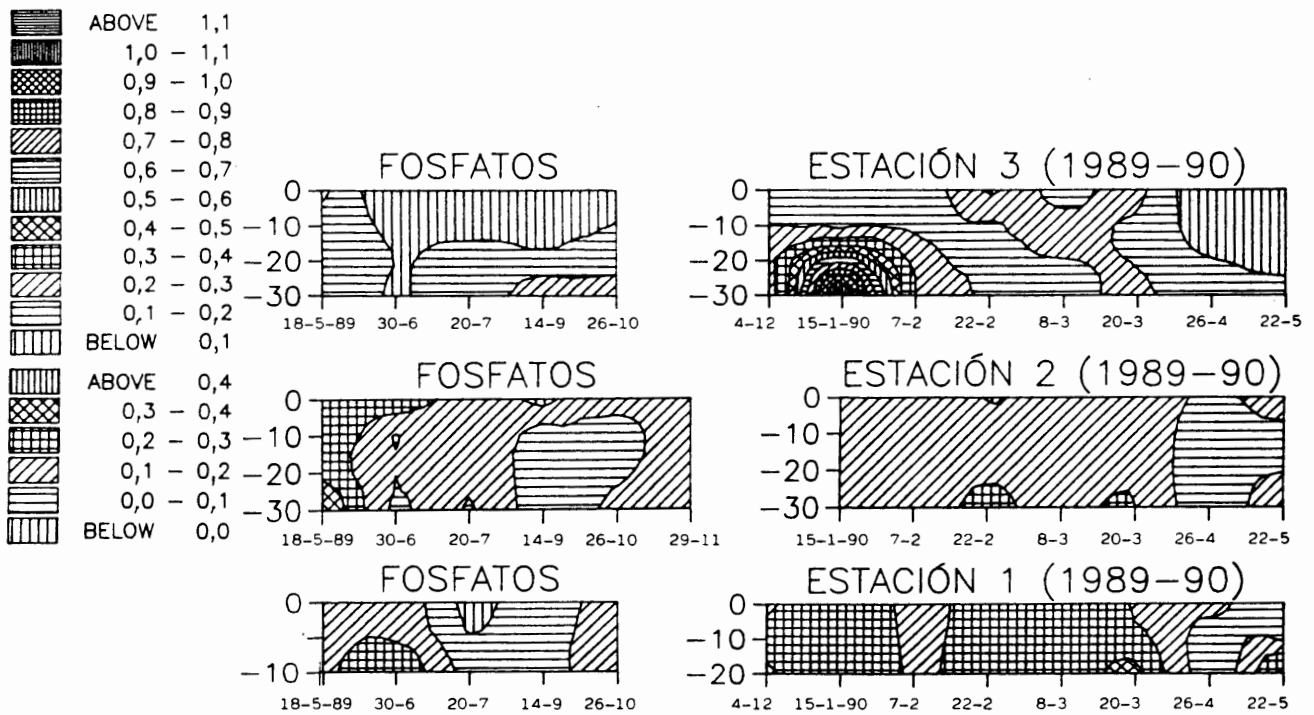 ABOVE 1,1
1,0 – 1,1
0,9 – 1,0
0,8 – 0,9
0,7 – 0,8
0,6 – 0,7
0,5 – 0,6
0,4 – 0,5
0,3 – 0,4
0,2 – 0,3
0,1 – 0,2
BELOW 0,1
ABOVE 0,4
0,3 – 0,4
0,2 – 0,3
0,1 – 0,2
0,0 – 0,1
BELOW 0,0
FOSFATOS
0
−10
−20
−30
18-5-89 30-6 20-7 14-9 26-10
ESTACIÓN 3 (1989–90)
0
−10
−20
−30
4-12 15-1-90 7-2 22-2 8-3 20-3 26-4 22-5
FOSFATOS
0
−10
−20
−30
18-5-89 30-6 20-7 14-9 26-10 29-11
ESTACIÓN 2 (1989–90)
0
−10
−20
−30
15-1-90 7-2 22-2 8-3 20-3 26-4 22-5
FOSFATOS
0
−10
18-5-89 30-6 20-7 14-9 26-10
ESTACIÓN 1 (1989–90)
0
−10
−20
4-12 15-1-90 7-2 22-2 8-3 20-3 26-4 22-5